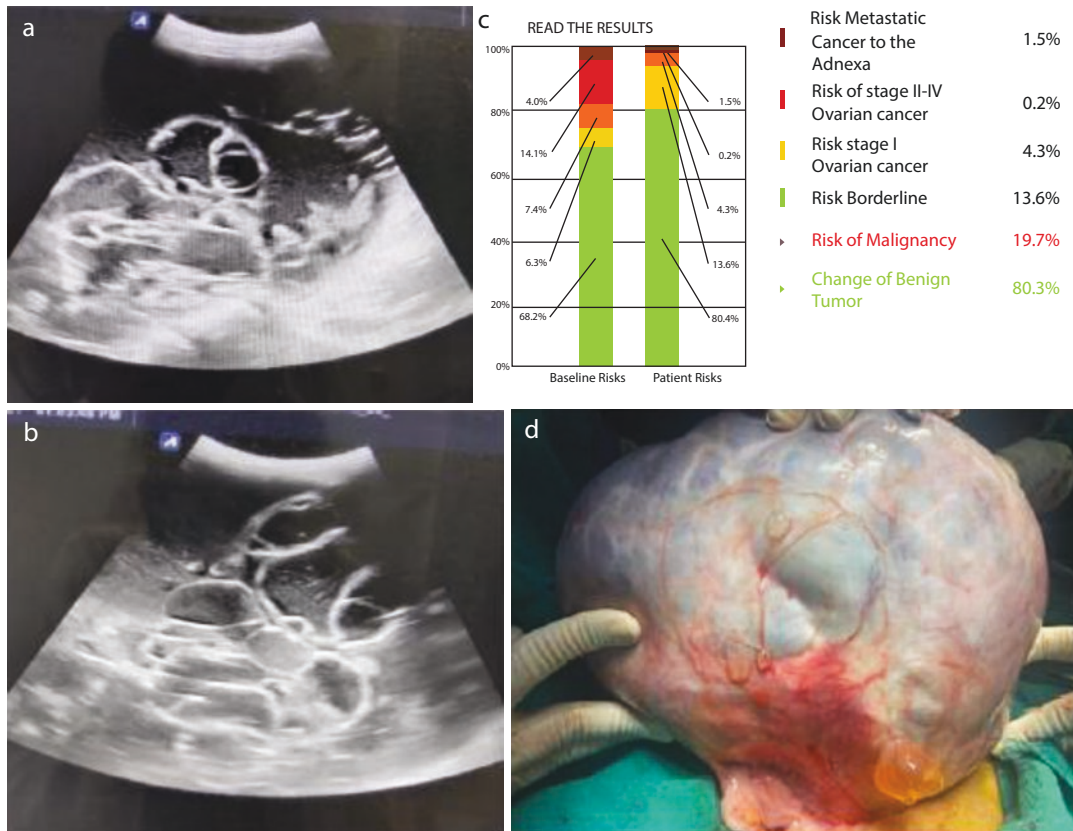 a
c
READ THE RESULTS
100%
80%
60%
40%
20%
0%
4.0%
14.1%
7.4%
6.3%
68.2%
1.5%
0.2%
4.3%
13.6%
80.4%
Baseline Risks
Patient Risks
Risk Metastatic
Cancer to the
Adnexa
1.5%
Risk of stage II-IV
Ovarian cancer
0.2%
Risk stage I
Ovarian cancer
4.3%
Risk Borderline
13.6%
Risk of Malignancy
19.7%
Change of Benign
Tumor
80.3%
b
d